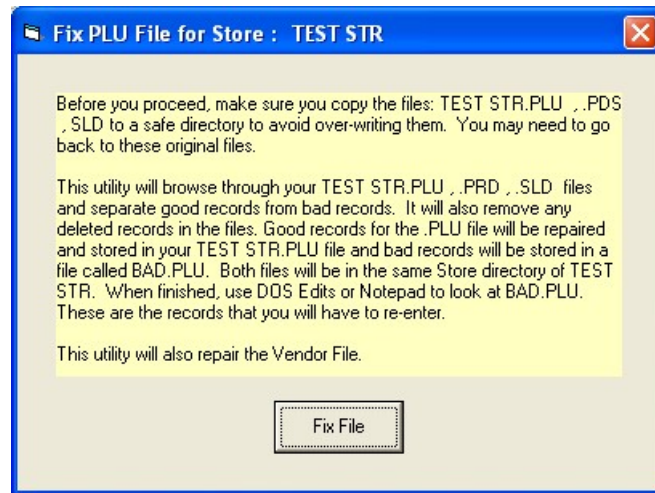 Fix PLU File for Store : TEST STR
Before you proceed, make sure you copy the files: TEST STR.PLU , .PDS
, SLD to a safe directory to avoid over-writing them. You may need to go
back to these original files.
This utility will browse through your TEST STR.PLU , .PRD , .SLD files
and separate good records from bad records. It will also remove any
deleted records in the files. Good records for the .PLU file will be repaired
and stored in your TEST STR.PLU file and bad records will be stored in a
file called BAD.PLU. Both files will be in the same Store directory of TEST
STR. When finished, use DOS Edits or Notepad to look at BAD.PLU.
These are the records that you will have to re-enter.
This utility will also repair the Vendor File.
Fix File